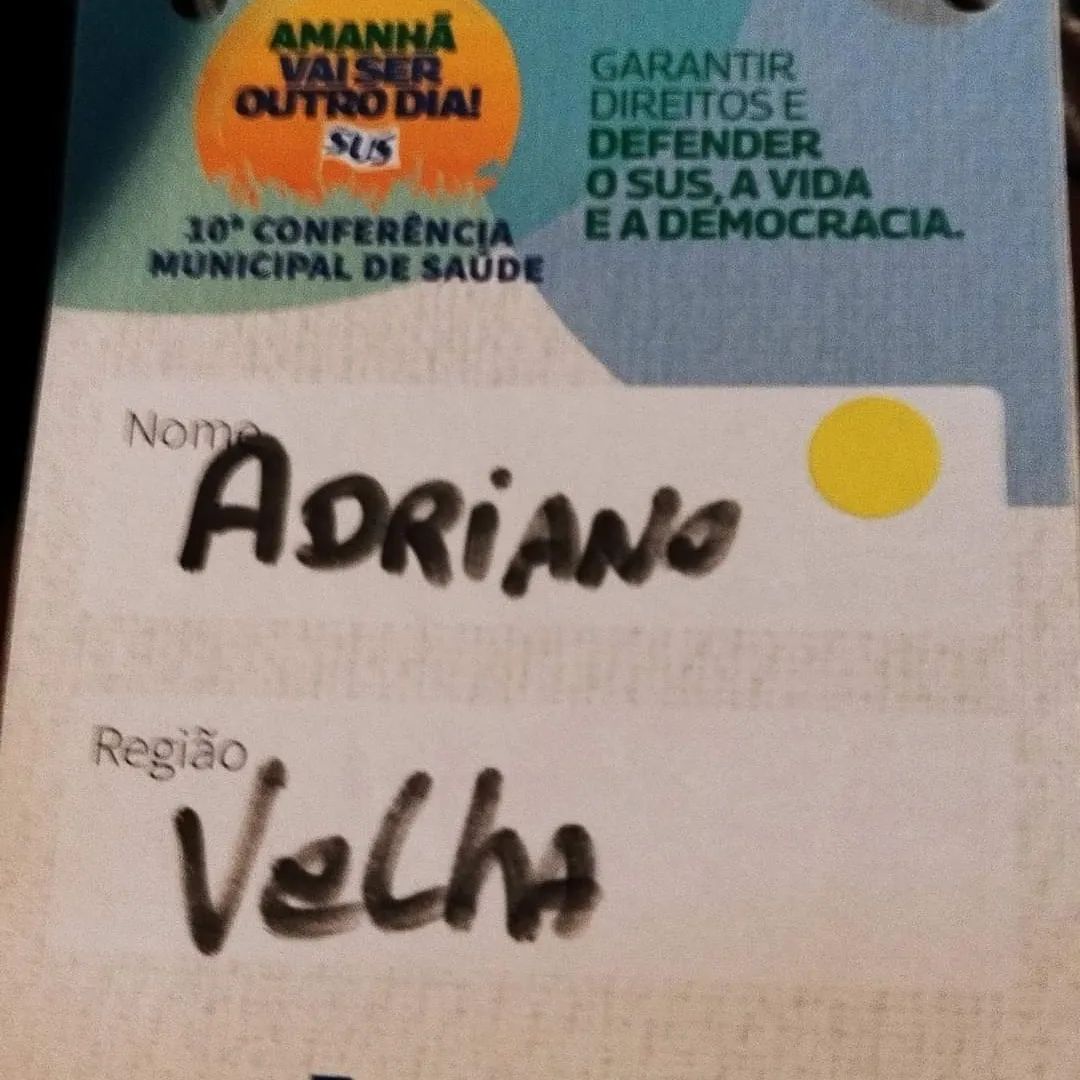 AMANHÃ
VAI SER
OUTRO DIA!
SUS
10ª CONFERÊNCIA
MUNICIPAL DE SAÚDE
GARANTIR
DIREITOS E
DEFENDER
O SUS, A VIDA
E A DEMOCRACIA.
Nome
ADRiANO
Região
VeLhA